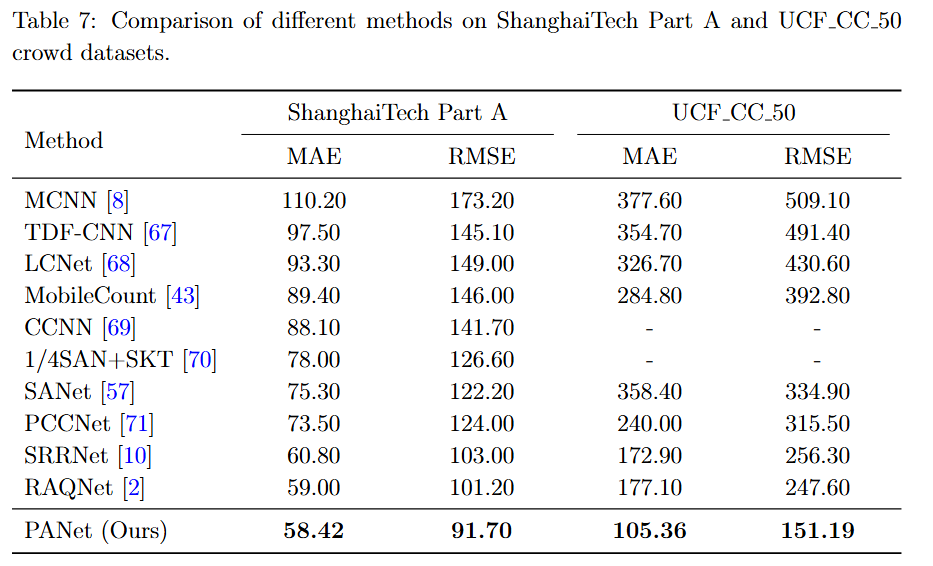 Table 7: Comparison of different methods on ShanghaiTech Part A and UCF_CC_50
crowd datasets.
Method ShanghaiTech Part A UCF_CC_50
MAE RMSE MAE RMSE
MCNN [8] 110.20 173.20 377.60 509.10
TDF-CNN [67] 97.50 145.10 354.70 491.40
LCNet [68] 93.30 149.00 326.70 430.60
MobileCount [43] 89.40 146.00 284.80 392.80
CCNN [69] 88.10 141.70 - -
1/4SAN+SKT [70] 78.00 126.60 - -
SANet [57] 75.30 122.20 358.40 334.90
PCCNet [71] 73.50 124.00 240.00 315.50
SRRNet [10] 60.80 103.00 172.90 256.30
RAQNet [2] 59.00 101.20 177.10 247.60
PANet (Ours) 58.42 91.70 105.36 151.19